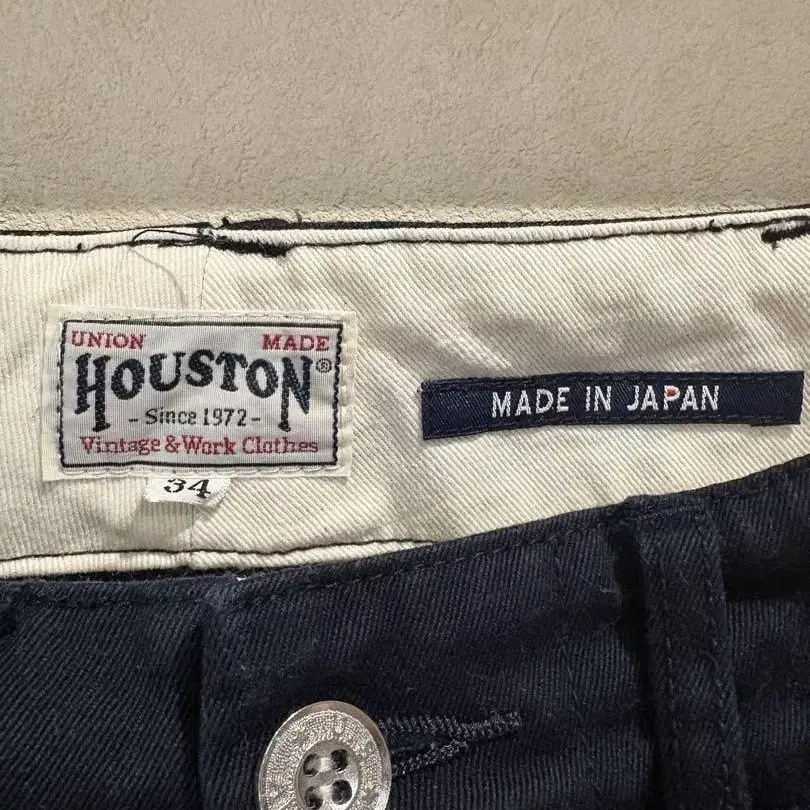 UNION MADE
HOUSTON®
- Since 1972 -
Vintage & Work Clothes
34
MADE IN JAPAN